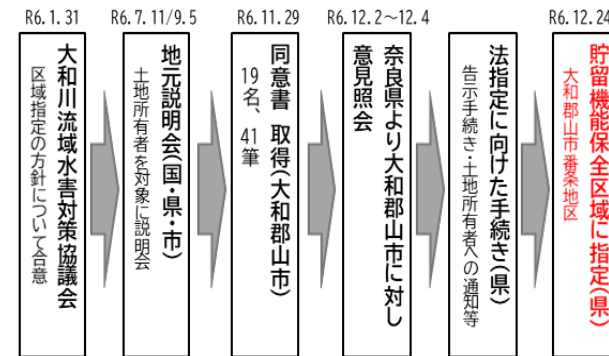 R6.1.31
大和川流域水害対策協議会
区域指定の方針について合意
R6.7.11/9.5
地元説明会(国・県・市)
土地所有者を対象に説明会
R6.11.29
同意書 取得(大和郡山市)
19名、41筆
R6.12.2～12.4
奈良県より大和郡山市に対し
意見照会
法指定に向けた手続き(県)
告示手続き・土地所有者への通知等
R6.12.24
貯留機能保全区域に指定(県)
大和郡山市番条地区